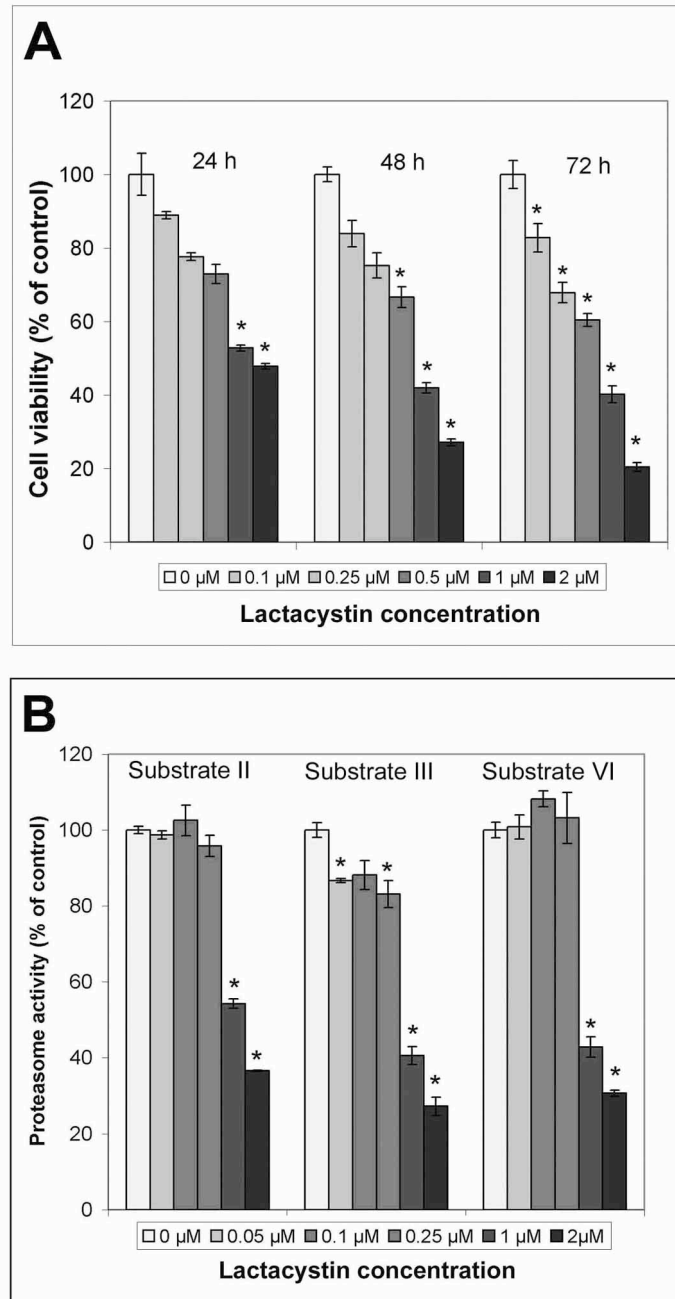 A
Cell viability (% of control)
120
100
80
60
40
20
0
24 h
48 h
72 h
* *
* * *
* * * * *
0 µM 0.1 µM 0.25 µM 0.5 µM 1 µM 2 µM
Lactacystin concentration
B
Proteasome activity (% of control)
120
100
80
60
40
20
0
Substrate II
Substrate III
Substrate VI
* *
* * * *
* *
0 µM 0.05 µM 0.1 µM 0.25 µM 1 µM 2µM
Lactacystin concentration